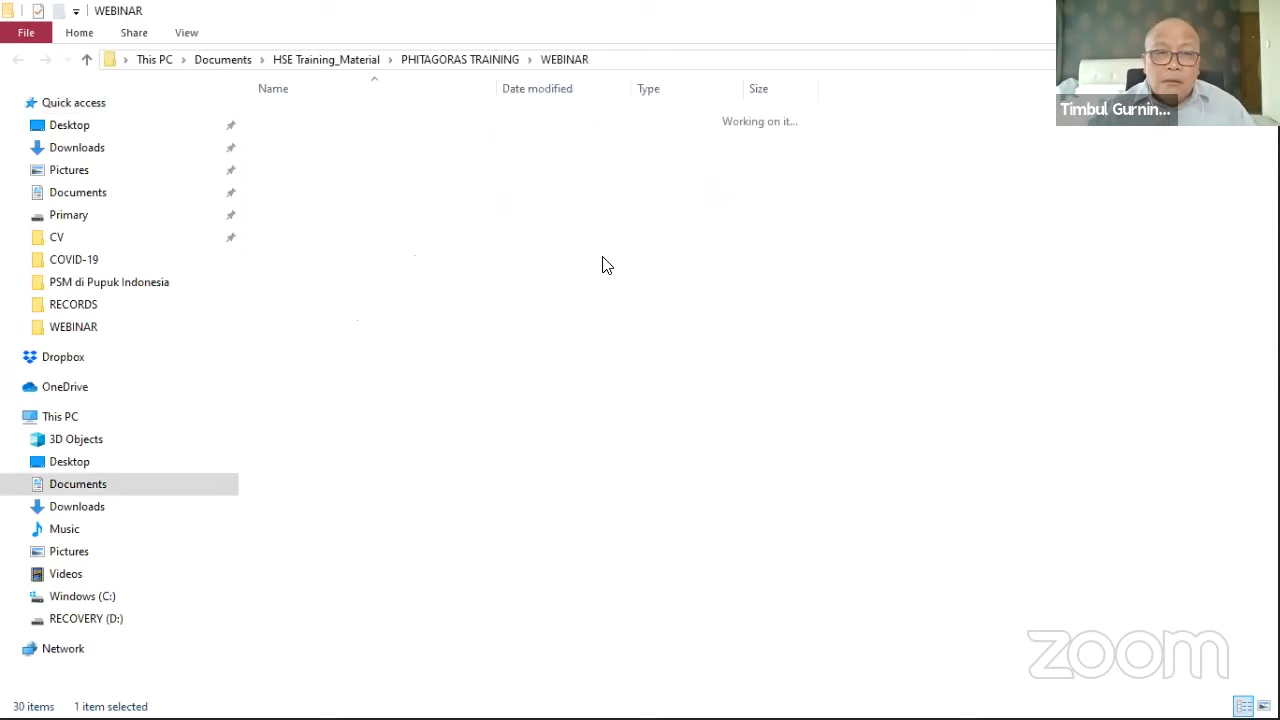 WEBINAR
File Home Share View
This PC Documents HSE Training_Material PHITAGORAS TRAINING WEBINAR
Name Date modified Type Size
Working on it...
Quick access
Desktop
Downloads
Pictures
Documents
Primary
CV
COVID-19
PSM di Pupuk Indonesia
RECORDS
WEBINAR
Dropbox
OneDrive
This PC
3D Objects
Desktop
Documents
Downloads
Music
Pictures
Videos
Windows (C:)
RECOVERY (D:)
Network
30 items 1 item selected
Timbul Gurnin...
zoom